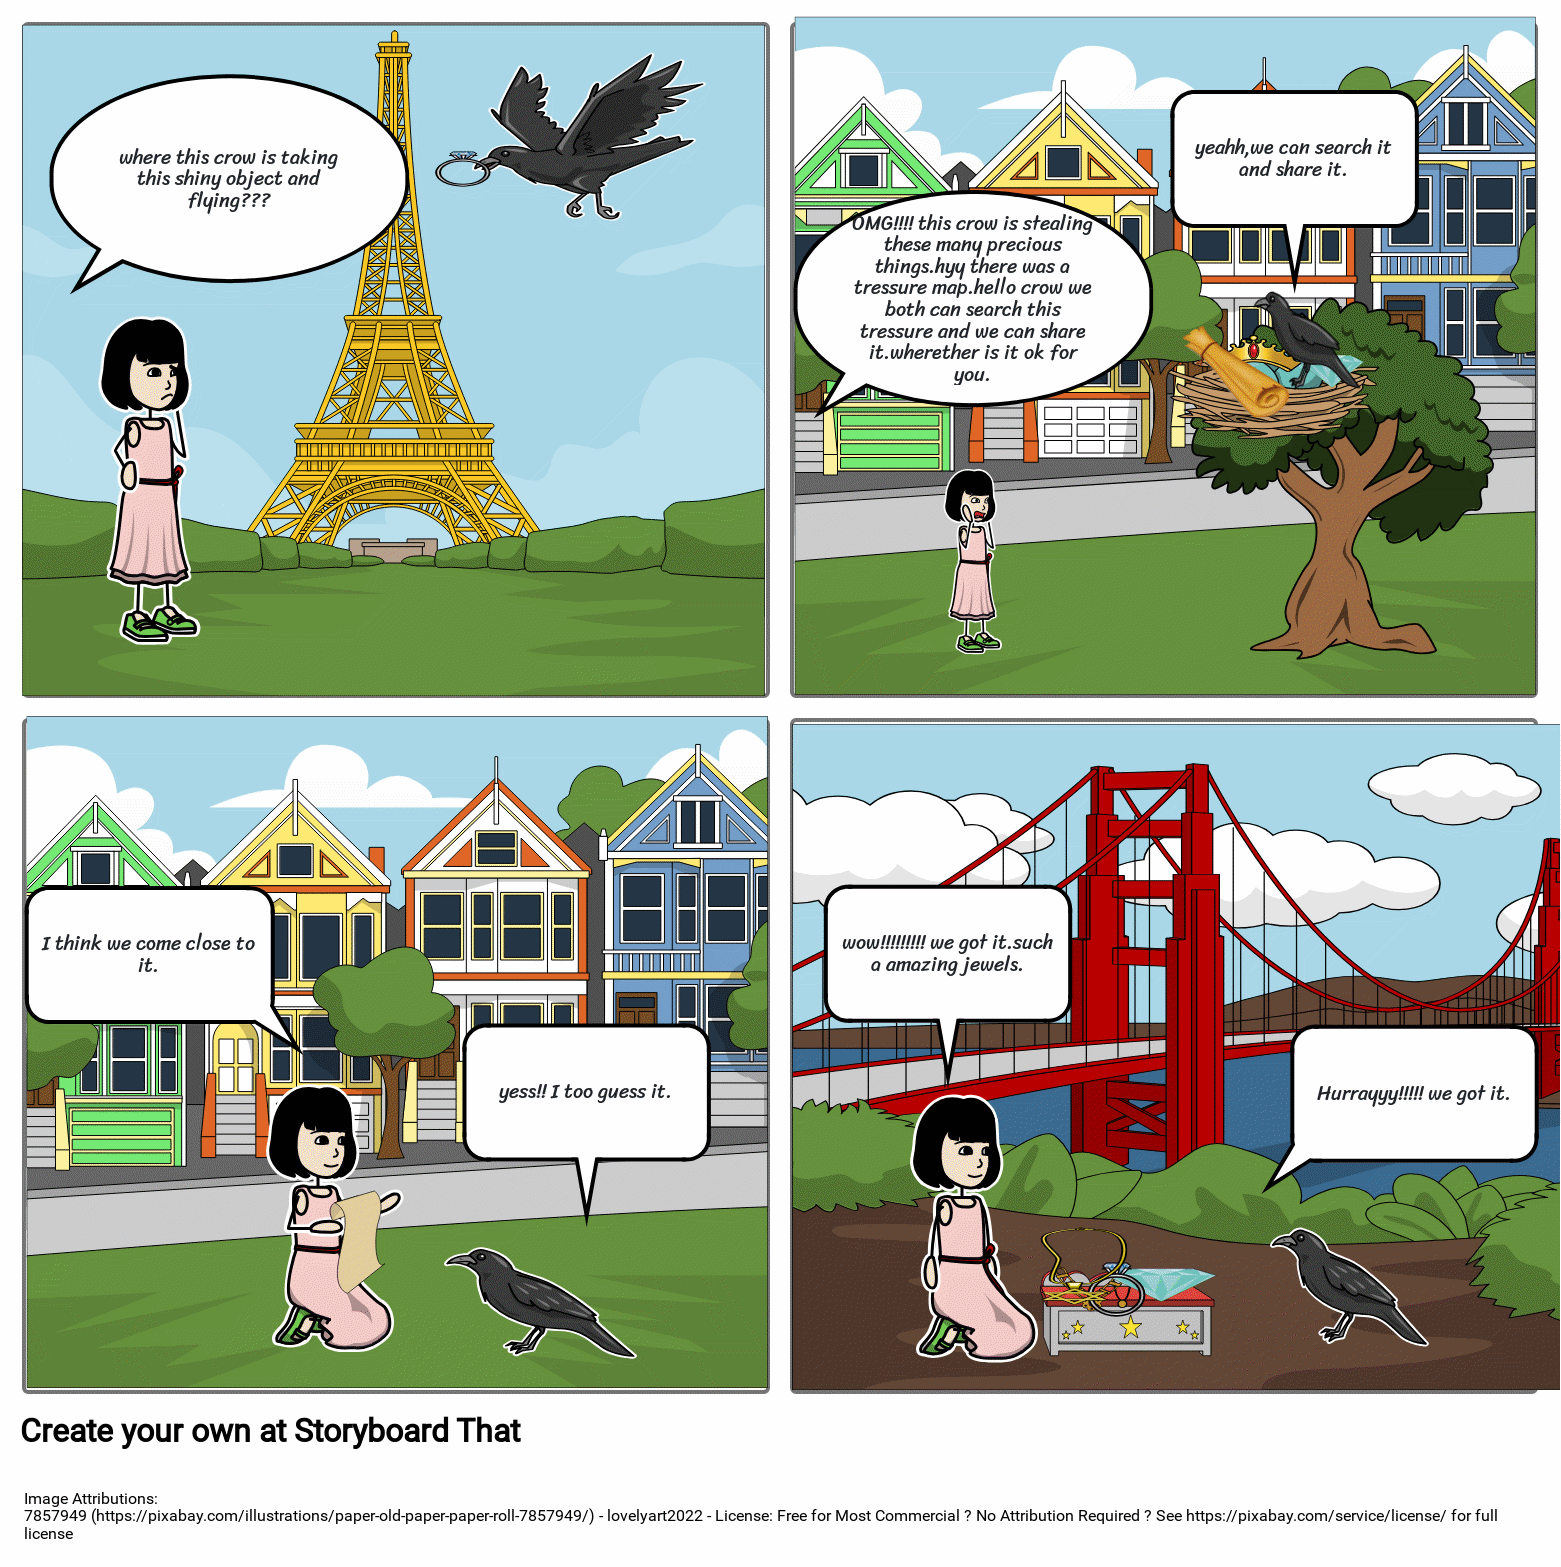 where this crow is taking
this shiny object and
flying???
OMG!!!! this crow is stealing
these many precious
things.hyy there was a
tressure map.hello crow we
both can search this
tressure and we can share
it.wherether is it ok for
you.
yeahh,we can search it
and share it.
I think we come close to
it.
yess!! I too guess it.
wow!!!!!!!!! we got it.such
a amazing jewels.
Hurrayyy!!!!! we got it.
Create your own at Storyboard That
Image Attributions:
7857949 (https://pixabay.com/illustrations/paper-old-paper-paper-roll-7857949/) - lovelyart2022 - License: Free for Most Commercial ? No Attribution Required ? See https://pixabay.com/service/license/ for full
license